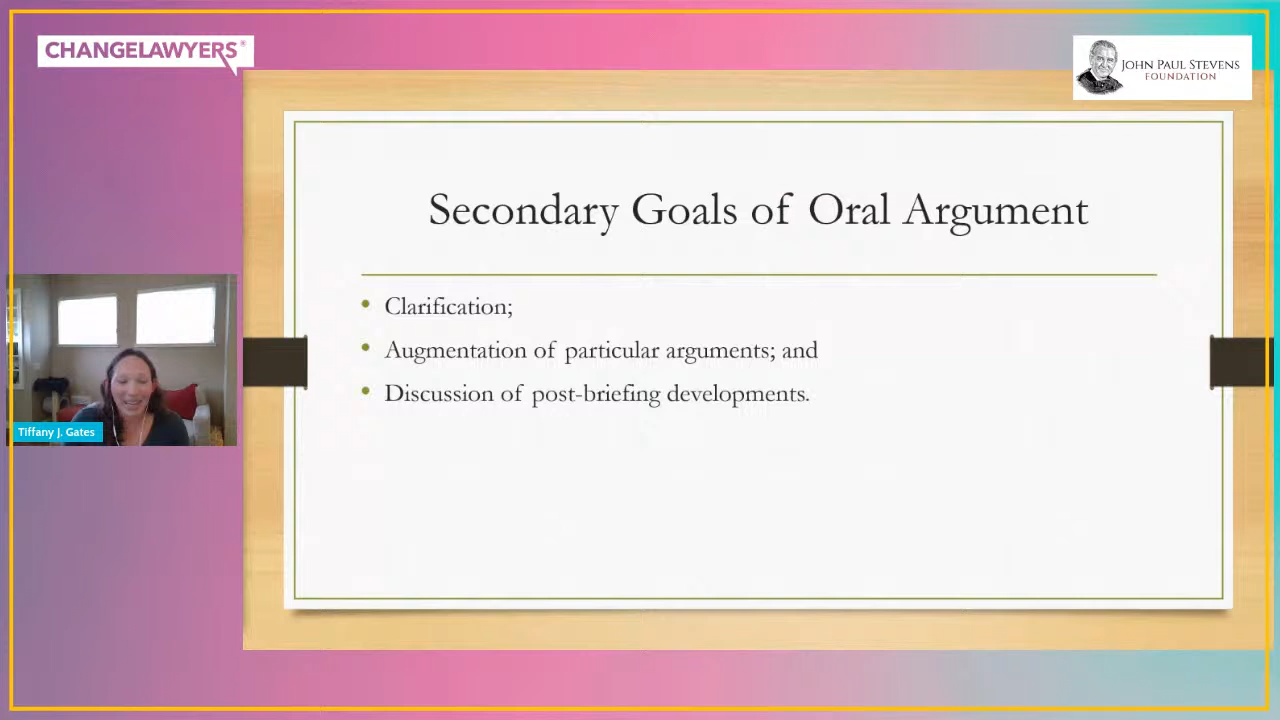 CHANGELAWYERS®
JOHN PAUL STEVENS
FOUNDATION
Secondary Goals of Oral Argument
• Clarification;
• Augmentation of particular arguments; and
• Discussion of post-briefing developments.
Tiffany J. Gates